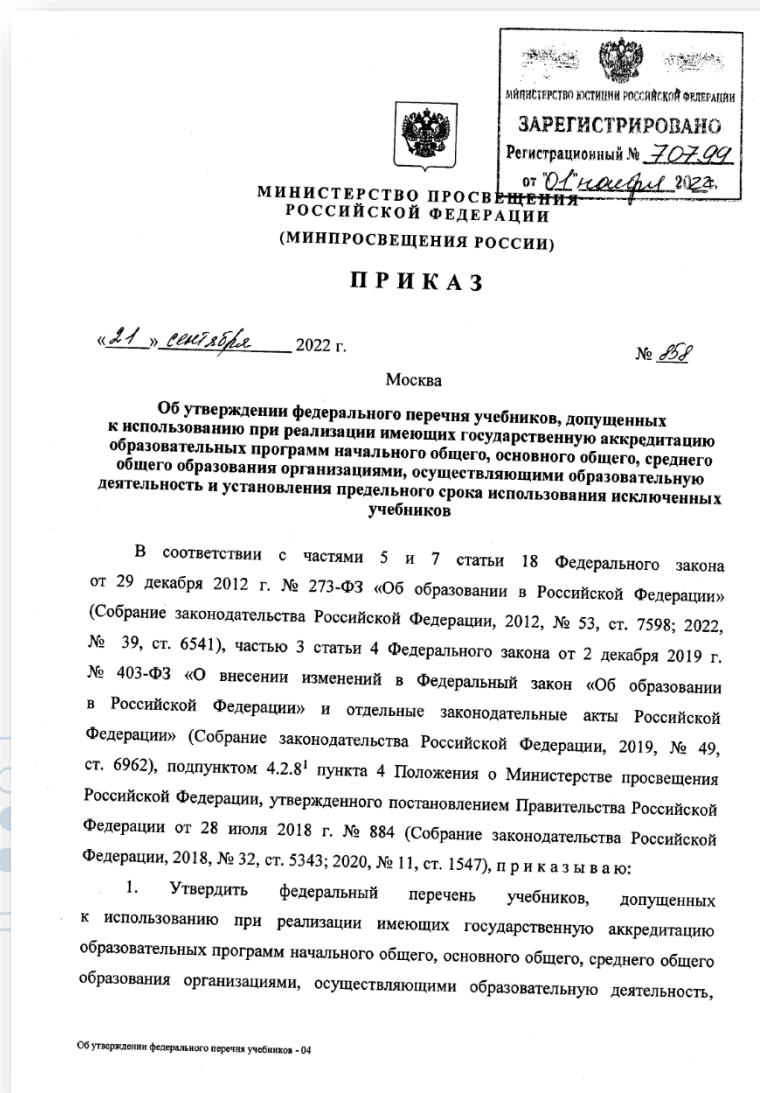 МИНИСТЕРСТВО ЮСТИЦИИ РОССИЙСКОЙ ФЕДЕРАЦИИ
ЗАРЕГИСТРИРОВАНО
Регистрационный № 70799
от "01" ноября 2022г.
МИНИСТЕРСТВО ПРОСВЕЩЕНИЯ
РОССИЙСКОЙ ФЕДЕРАЦИИ
(МИНПРОСВЕЩЕНИЯ РОССИИ)
ПРИКАЗ
«21» сентября 2022 г.
№ 858
Москва
Об утверждении федерального перечня учебников, допущенных
к использованию при реализации имеющих государственную аккредитацию
образовательных программ начального общего, основного общего, среднего
общего образования организациями, осуществляющими образовательную
деятельность и установления предельного срока использования исключенных
учебников
В соответствии с частями 5 и 7 статьи 18 Федерального закона
от 29 декабря 2012 г. № 273-ФЗ «Об образовании в Российской Федерации»
(Собрание законодательства Российской Федерации, 2012, № 53, ст. 7598; 2022,
№ 39, ст. 6541), частью 3 статьи 4 Федерального закона от 2 декабря 2019 г.
№ 403-ФЗ «О внесении изменений в Федеральный закон «Об образовании
в Российской Федерации» и отдельные законодательные акты Российской
Федерации» (Собрание законодательства Российской Федерации, 2019, № 49,
ст. 6962), подпунктом 4.2.8¹ пункта 4 Положения о Министерстве просвещения
Российской Федерации, утвержденного постановлением Правительства Российской
Федерации от 28 июля 2018 г. № 884 (Собрание законодательства Российской
Федерации, 2018, № 32, ст. 5343; 2020, № 11, ст. 1547), п р и к а з ы в а ю:
1. Утвердить федеральный перечень учебников, допущенных
к использованию при реализации имеющих государственную аккредитацию
образовательных программ начального общего, основного общего, среднего общего
образования организациями, осуществляющими образовательную деятельность,
Об утверждении федерального перечня учебников - 04